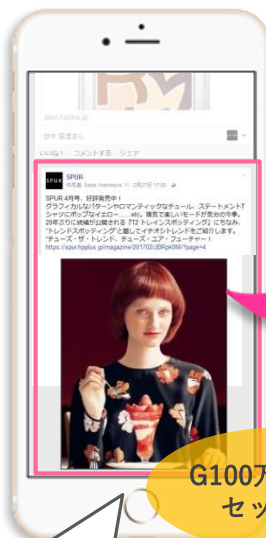 spur.hpplus.jp
いいね！ コメントする シェア
SPUR
SPUR
SPUR 4月号、好評発売中！
グラフィカルなパターンやロマンティックなチュール、ステートメントT
シャツにポップなイエロー……etc。陽気で楽しいモードが気分の今季。
20年ぶりに続編が公開される『T2 トレインスポッティング』にちなみ、
"トレンドスポッティング"と題してイチオシトレンドをご紹介します。
"チューズ・ザ・トレンド、チューズ・ユア・フューチャー！
https://spur.hpplus.jp/magazine/201702/JBRpk0M/?page=4
G100万
セッ